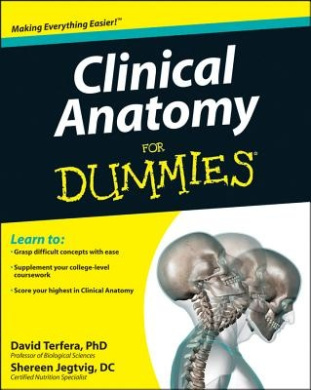 Making Everything Easier!™
Clinical
Anatomy
FOR
DUMMIES®
Learn to:
• Grasp difficult concepts with ease
• Supplement your college-level
coursework
• Score your highest in Clinical Anatomy
David Terfera, PhD
Professor of Biological Sciences
Shereen Jegtvig, DC
Certified Nutrition Specialist